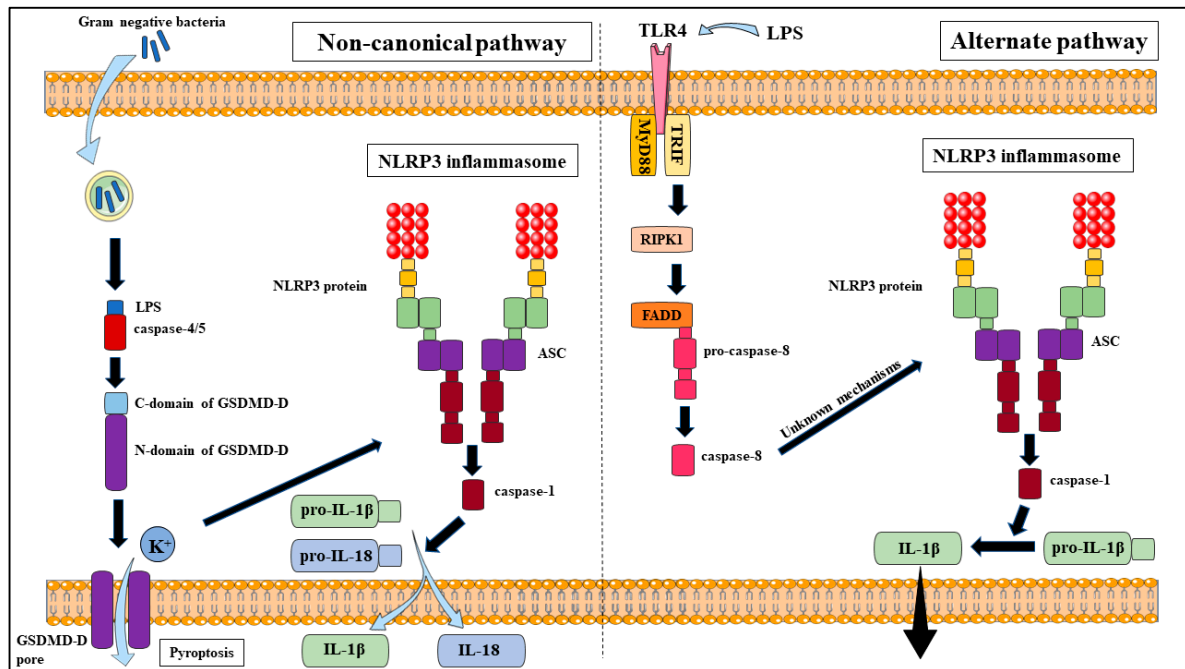 Gram negative bacteria
Non-canonical pathway
NLRP3 inflammasome
NLRP3 protein
LPS
caspase-4/5
ASC
C-domain of GSDMD-D
N-domain of GSDMD-D
caspase-1
pro-IL-1β
pro-IL-18
K+
GSDMD-D
pore
Pyroptosis
IL-1β
IL-18
TLR4
LPS
Alternate pathway
MyD88
TRIF
NLRP3 inflammasome
RIPK1
NLRP3 protein
FADD
pro-caspase-8
ASC
Unknown mechanisms
caspase-8
caspase-1
IL-1β
pro-IL-1β